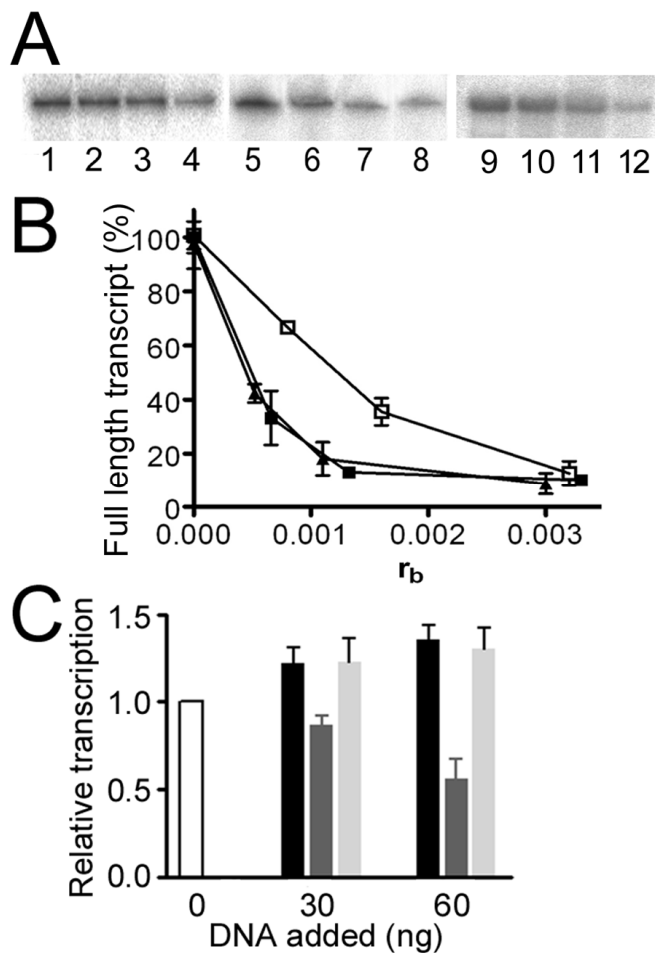 A
1 2 3 4 5 6 7 8 9 10 11 12
B
Full length transcript (%)
100
80
60
40
20
0
0.000 0.001 0.002 0.003
rb
C
Relative transcription
1.5
1.0
0.5
0.0
0 30 60
DNA added (ng)